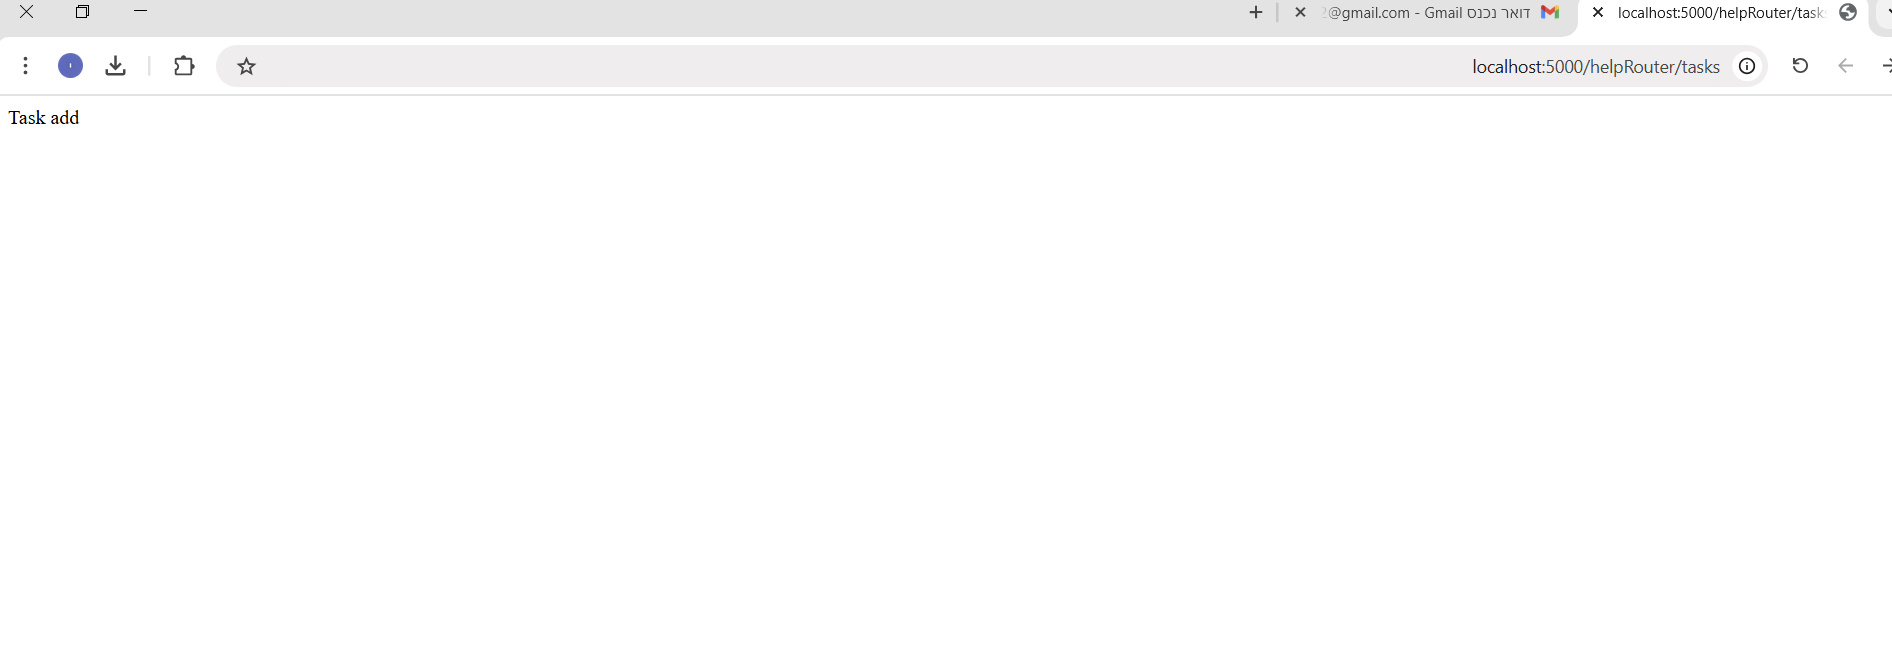 localhost:5000/helpRouter/task
דואר נכנס @gmail.com - Gmail
localhost:5000/helpRouter/tasks
Task add